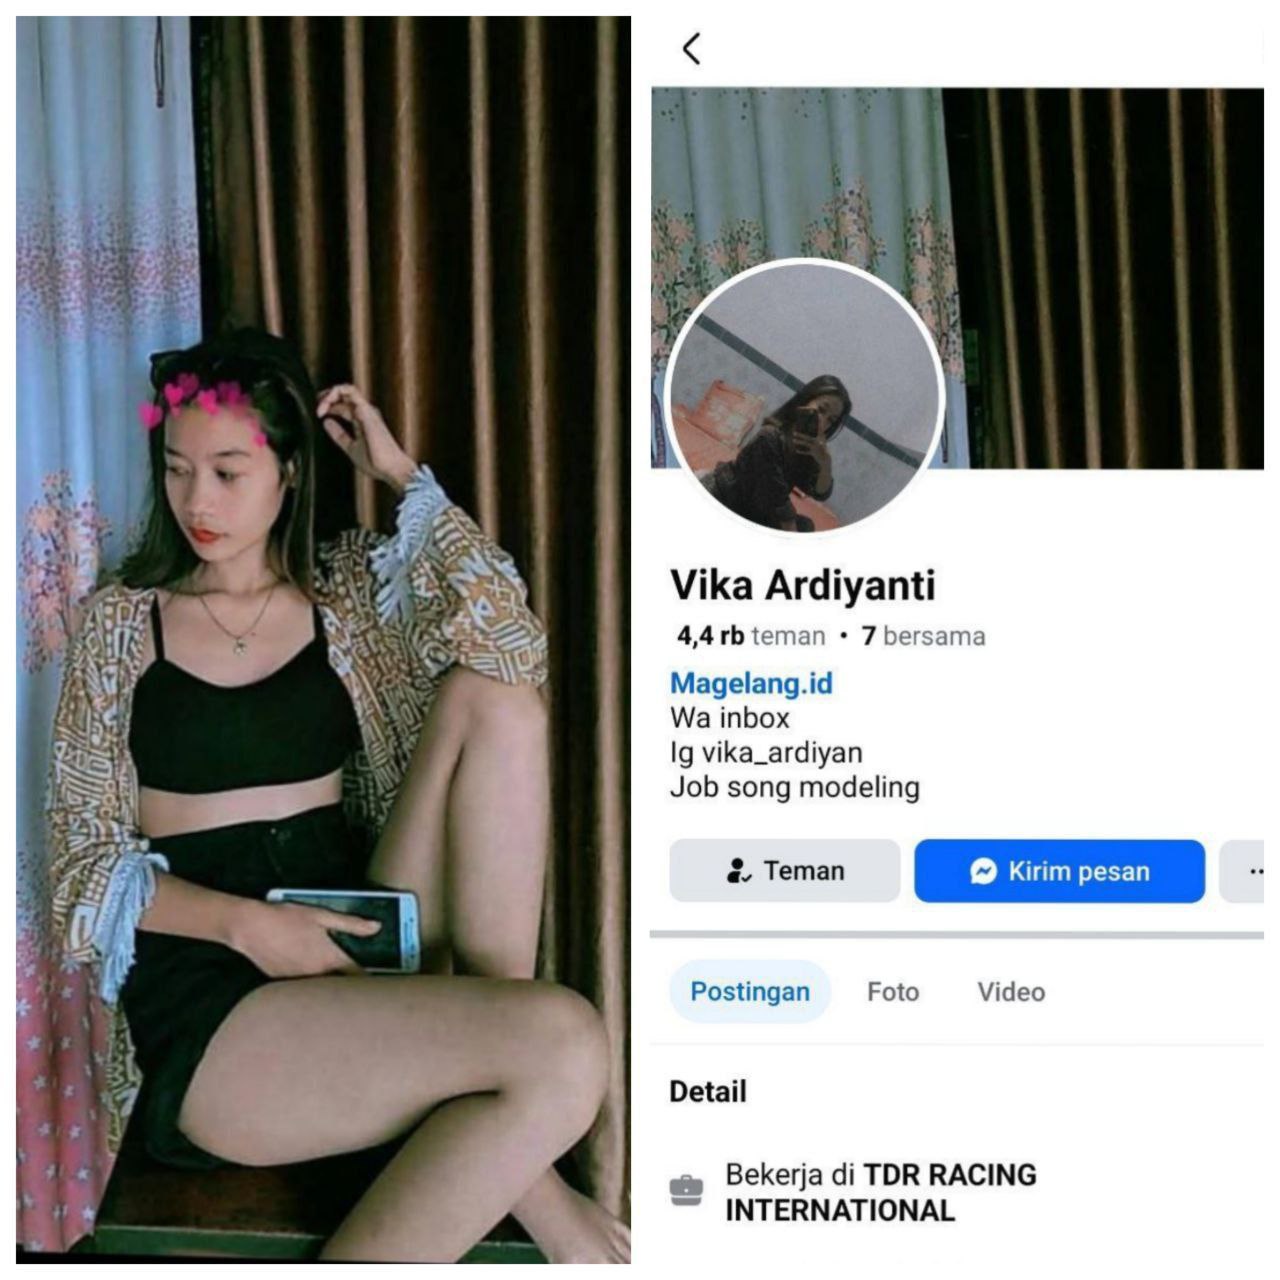 Vika Ardiyanti
4,4 rb teman • 7 bersama
Magelang.id
Wa inbox
Ig vika_ardiyan
Job song modeling
Teman
Kirim pesan
Postingan
Foto
Video
Detail
Bekerja di TDR RACING
INTERNATIONAL